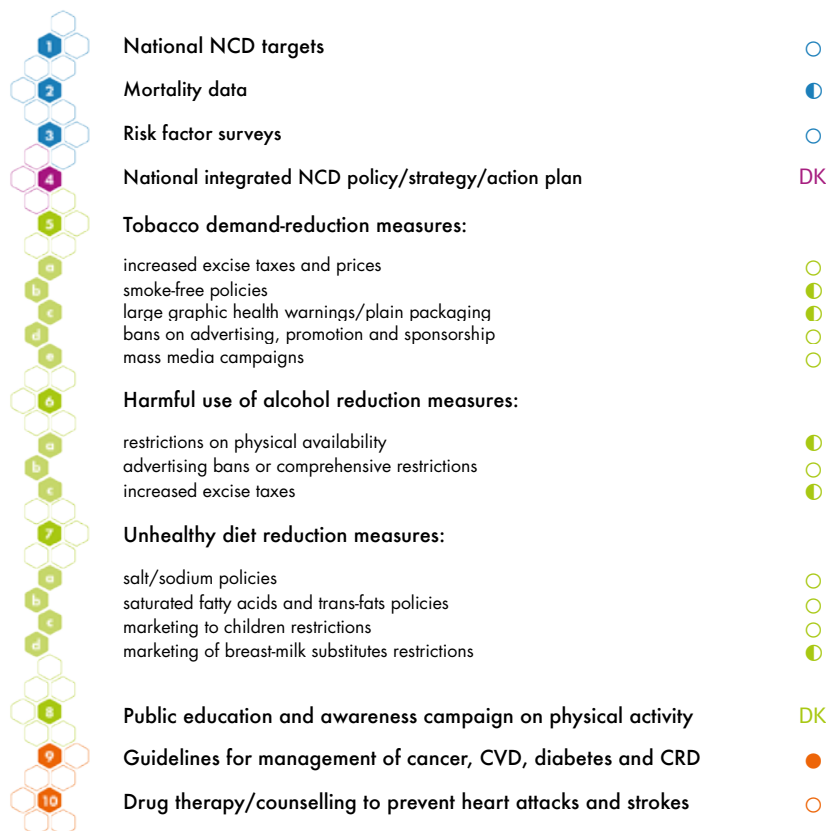 1 National NCD targets
2 Mortality data
3 Risk factor surveys
4 National integrated NCD policy/strategy/action plan DK
5 Tobacco demand-reduction measures:
a increased excise taxes and prices
b smoke-free policies
c large graphic health warnings/plain packaging
d bans on advertising, promotion and sponsorship
e mass media campaigns
6 Harmful use of alcohol reduction measures:
a restrictions on physical availability
b advertising bans or comprehensive restrictions
c increased excise taxes
7 Unhealthy diet reduction measures:
a salt/sodium policies
b saturated fatty acids and trans-fats policies
c marketing to children restrictions
d marketing of breast-milk substitutes restrictions
8 Public education and awareness campaign on physical activity DK
9 Guidelines for management of cancer, CVD, diabetes and CRD
10 Drug therapy/counselling to prevent heart attacks and strokes